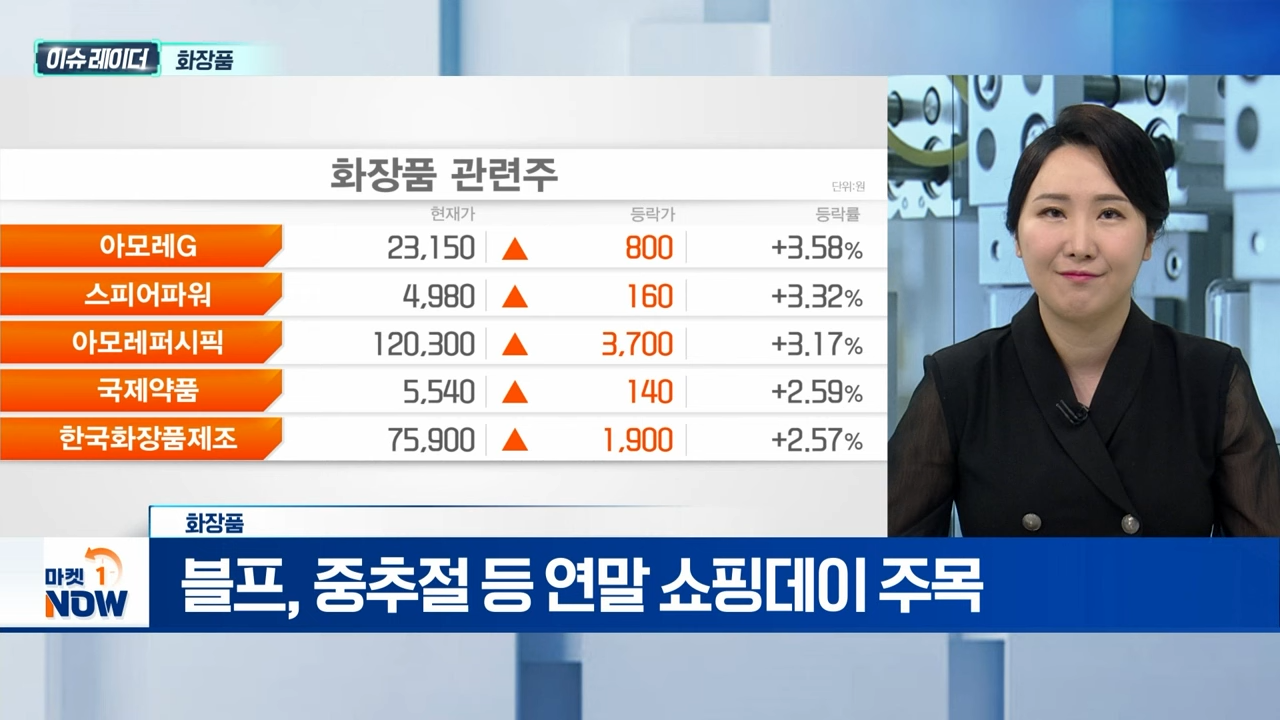 이슈레이더 화장품
화장품 관련주
단위:원
현재가 등락가 등락률
아모레G 23,150 ▲ 800 +3.58%
스피어파워 4,980 ▲ 160 +3.32%
아모레퍼시픽 120,300 ▲ 3,700 +3.17%
국제약품 5,540 ▲ 140 +2.59%
한국화장품제조 75,900 ▲ 1,900 +2.57%
화장품
마켓 1
NOW
블프, 중추절 등 연말 쇼핑데이 주목